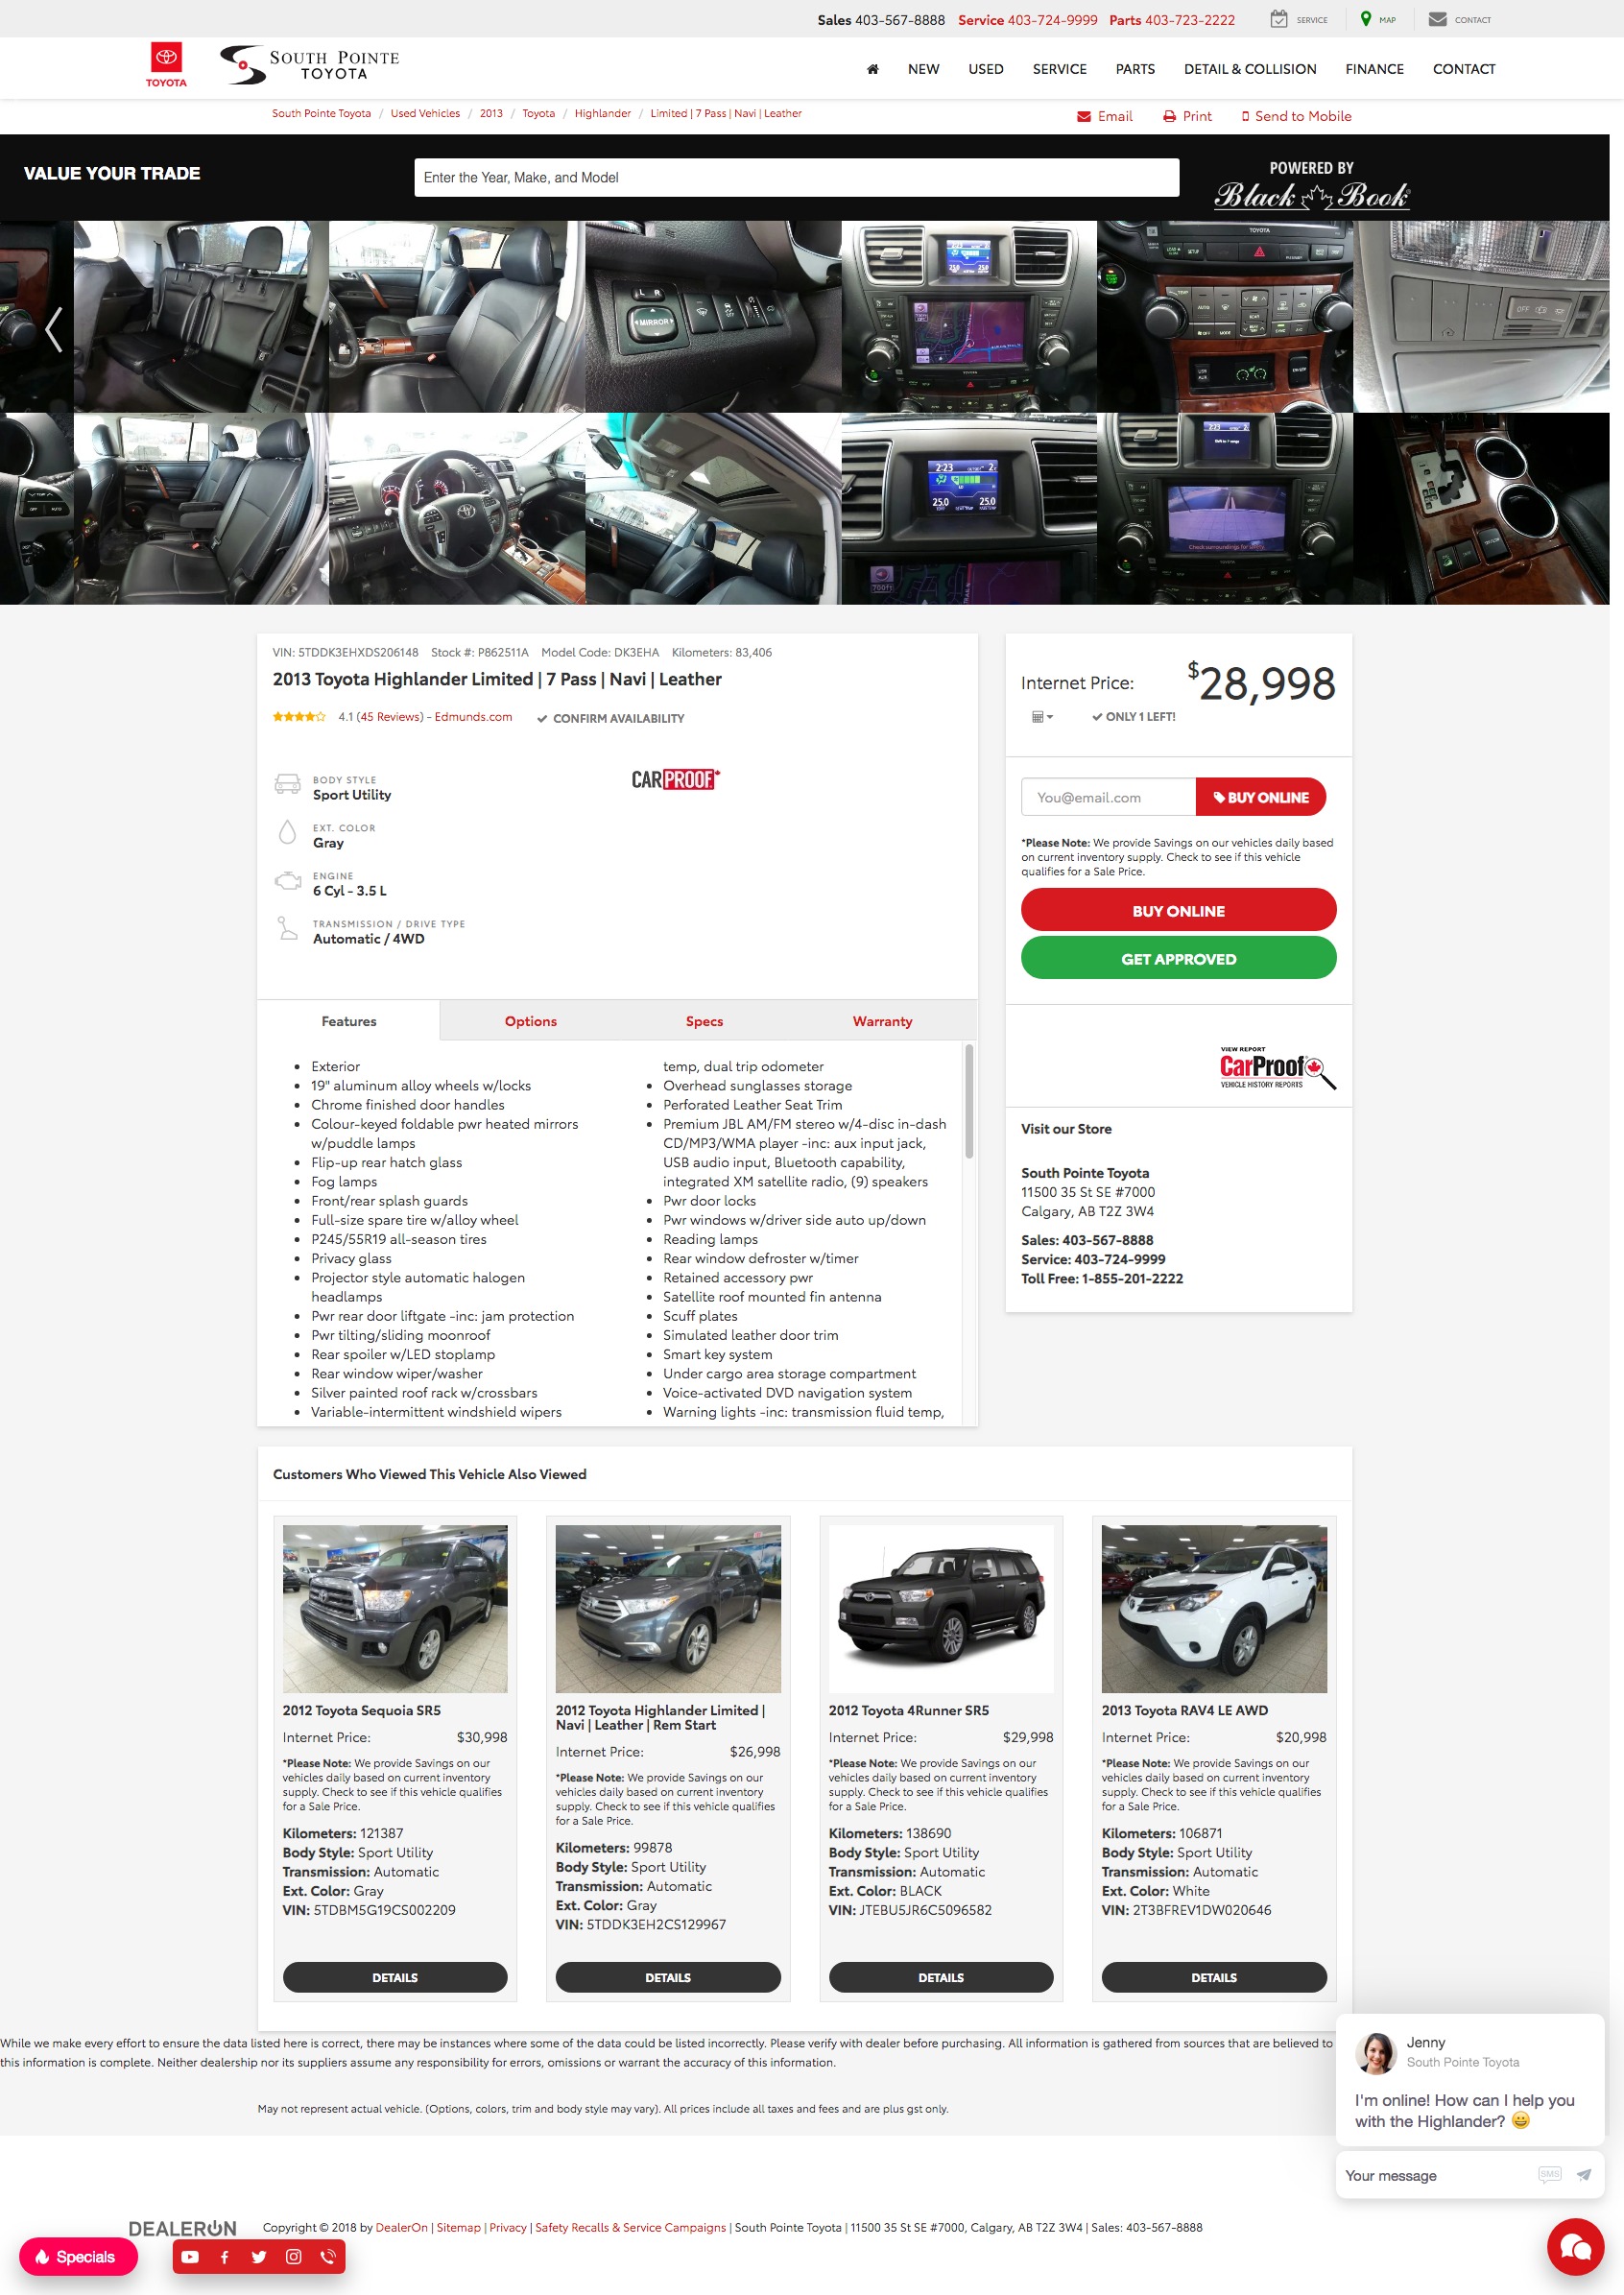 Sales 403-567-8888 Service 403-724-9999 Parts 403-723-2222 SERVICE MAP CONTACT
TOYOTA
SOUTH POINTE
TOYOTA
NEW USED SERVICE PARTS DETAIL & COLLISION FINANCE CONTACT
South Pointe Toyota / Used Vehicles / 2013 / Toyota / Highlander / Limited | 7 Pass | Navi | Leather
Email Print Send to Mobile
VALUE YOUR TRADE
Enter the Year, Make, and Model
POWERED BY
Black Book
L R
MIRROR
TOYOTA
OFF
2:23
25.0 25.0
Check surroundings for safety.
VIN: 5TDDK3EHXDS206148 Stock #: P862511A Model Code: DK3EHA Kilometers: 83,406
2013 Toyota Highlander Limited | 7 Pass | Navi | Leather
4.1 (45 Reviews) - Edmunds.com CONFIRM AVAILABILITY
BODY STYLE
Sport Utility
CARPROOF
EXT. COLOR
Gray
ENGINE
6 Cyl - 3.5 L
TRANSMISSION / DRIVE TYPE
Automatic / 4WD
Features Options Specs Warranty
Exterior
19" aluminum alloy wheels w/locks
Chrome finished door handles
Colour-keyed foldable pwr heated mirrors
w/puddle lamps
Flip-up rear hatch glass
Fog lamps
Front/rear splash guards
Full-size spare tire w/alloy wheel
P245/55R19 all-season tires
Privacy glass
Projector style automatic halogen
headlamps
Pwr rear door liftgate -inc: jam protection
Pwr tilting/sliding moonroof
Rear spoiler w/LED stoplamp
Rear window wiper/washer
Silver painted roof rack w/crossbars
Variable-intermittent windshield wipers
temp, dual trip odometer
Overhead sunglasses storage
Perforated Leather Seat Trim
Premium JBL AM/FM stereo w/4-disc in-dash
CD/MP3/WMA player -inc: aux input jack,
USB audio input, Bluetooth capability,
integrated XM satellite radio, (9) speakers
Pwr door locks
Pwr windows w/driver side auto up/down
Reading lamps
Rear window defroster w/timer
Retained accessory pwr
Satellite roof mounted fin antenna
Scuff plates
Simulated leather door trim
Smart key system
Under cargo area storage compartment
Voice-activated DVD navigation system
Warning lights -inc: transmission fluid temp,
Internet Price: $28,998
ONLY 1 LEFT!
You@email.com BUY ONLINE
*Please Note: We provide Savings on our vehicles daily based
on current inventory supply. Check to see if this vehicle
qualifies for a Sale Price.
BUY ONLINE
GET APPROVED
VIEW REPORT
CarProof
VEHICLE HISTORY REPORTS
Visit our Store
South Pointe Toyota
11500 35 St SE #7000
Calgary, AB T2Z 3W4
Sales: 403-567-8888
Service: 403-724-9999
Toll Free: 1-855-201-2222
Customers Who Viewed This Vehicle Also Viewed
2012 Toyota Sequoia SR5
Internet Price: $30,998
*Please Note: We provide Savings on our
vehicles daily based on current inventory
supply. Check to see if this vehicle qualifies
for a Sale Price.
Kilometers: 121387
Body Style: Sport Utility
Transmission: Automatic
Ext. Color: Gray
VIN: 5TDBM5G19CS002209
DETAILS
2012 Toyota Highlander Limited |
Navi | Leather | Rem Start
Internet Price: $26,998
*Please Note: We provide Savings on our
vehicles daily based on current inventory
supply. Check to see if this vehicle qualifies
for a Sale Price.
Kilometers: 99878
Body Style: Sport Utility
Transmission: Automatic
Ext. Color: Gray
VIN: 5TDDK3EH2CS129967
DETAILS
2012 Toyota 4Runner SR5
Internet Price: $29,998
*Please Note: We provide Savings on our
vehicles daily based on current inventory
supply. Check to see if this vehicle qualifies
for a Sale Price.
Kilometers: 138690
Body Style: Sport Utility
Transmission: Automatic
Ext. Color: BLACK
VIN: JTEBU5JR6C5096582
DETAILS
2013 Toyota RAV4 LE AWD
Internet Price: $20,998
*Please Note: We provide Savings on our
vehicles daily based on current inventory
supply. Check to see if this vehicle qualifies
for a Sale Price.
Kilometers: 106871
Body Style: Sport Utility
Transmission: Automatic
Ext. Color: White
VIN: 2T3BFREV1DW020646
DETAILS
While we make every effort to ensure the data listed here is correct, there may be instances where some of the data could be listed incorrectly. Please verify with dealer before purchasing. All information is gathered from sources that are believed to
this information is complete. Neither dealership nor its suppliers assume any responsibility for errors, omissions or warrant the accuracy of this information.
May not represent actual vehicle. (Options, colors, trim and body style may vary). All prices include all taxes and fees and are plus gst only.
Jenny
South Pointe Toyota
I'm online! How can I help you
with the Highlander? 😀
Your message SMS
DEALERON Copyright © 2018 by DealerOn | Sitemap | Privacy | Safety Recalls & Service Campaigns | South Pointe Toyota | 11500 35 St SE #7000, Calgary, AB T2Z 3W4 | Sales: 403-567-8888
Specials